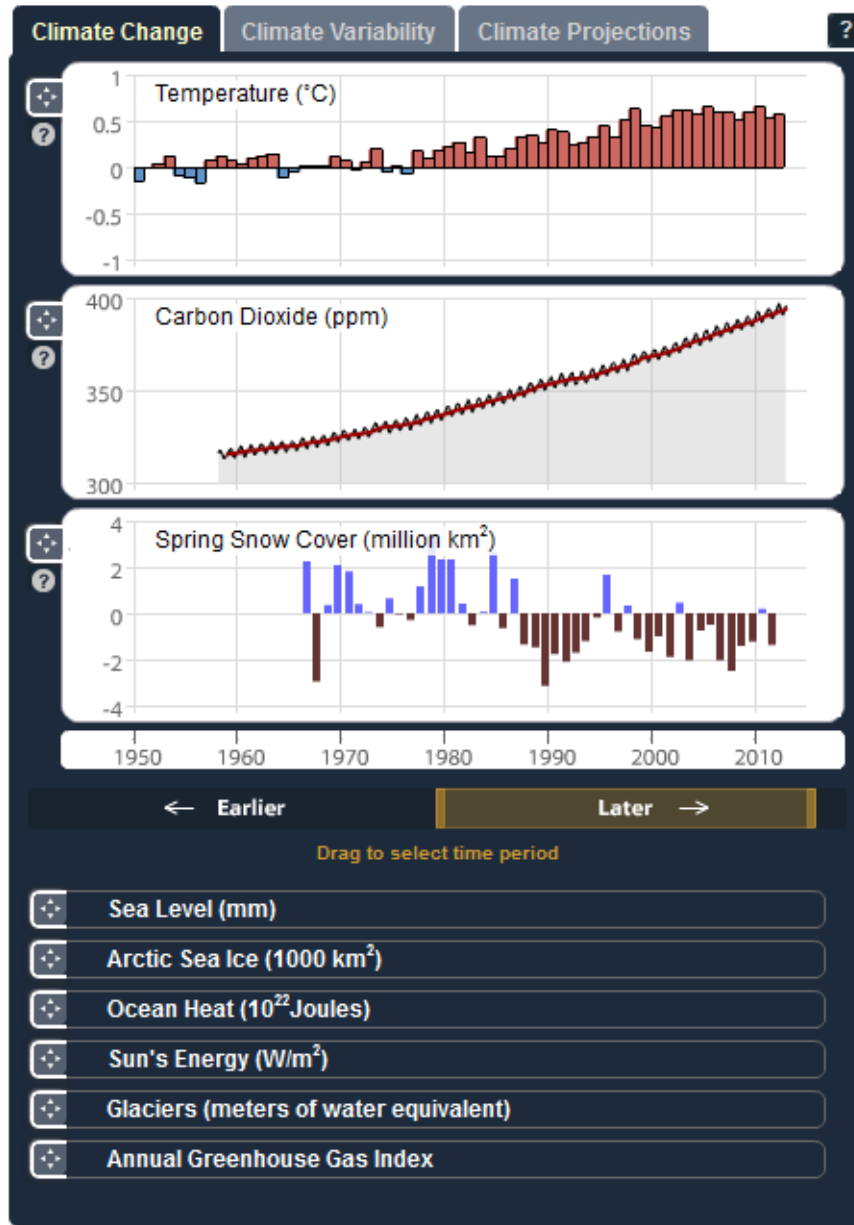 Climate Change
Climate Variability
Climate Projections
?
Temperature (°C)
1
0.5
0
-0.5
-1
?
Carbon Dioxide (ppm)
400
350
300
?
Spring Snow Cover (million km²)
4
2
0
-2
-4
?
1950 1960 1970 1980 1990 2000 2010
← Earlier
Later →
Drag to select time period
Sea Level (mm)
Arctic Sea Ice (1000 km²)
Ocean Heat (10²²Joules)
Sun's Energy (W/m²)
Glaciers (meters of water equivalent)
Annual Greenhouse Gas Index